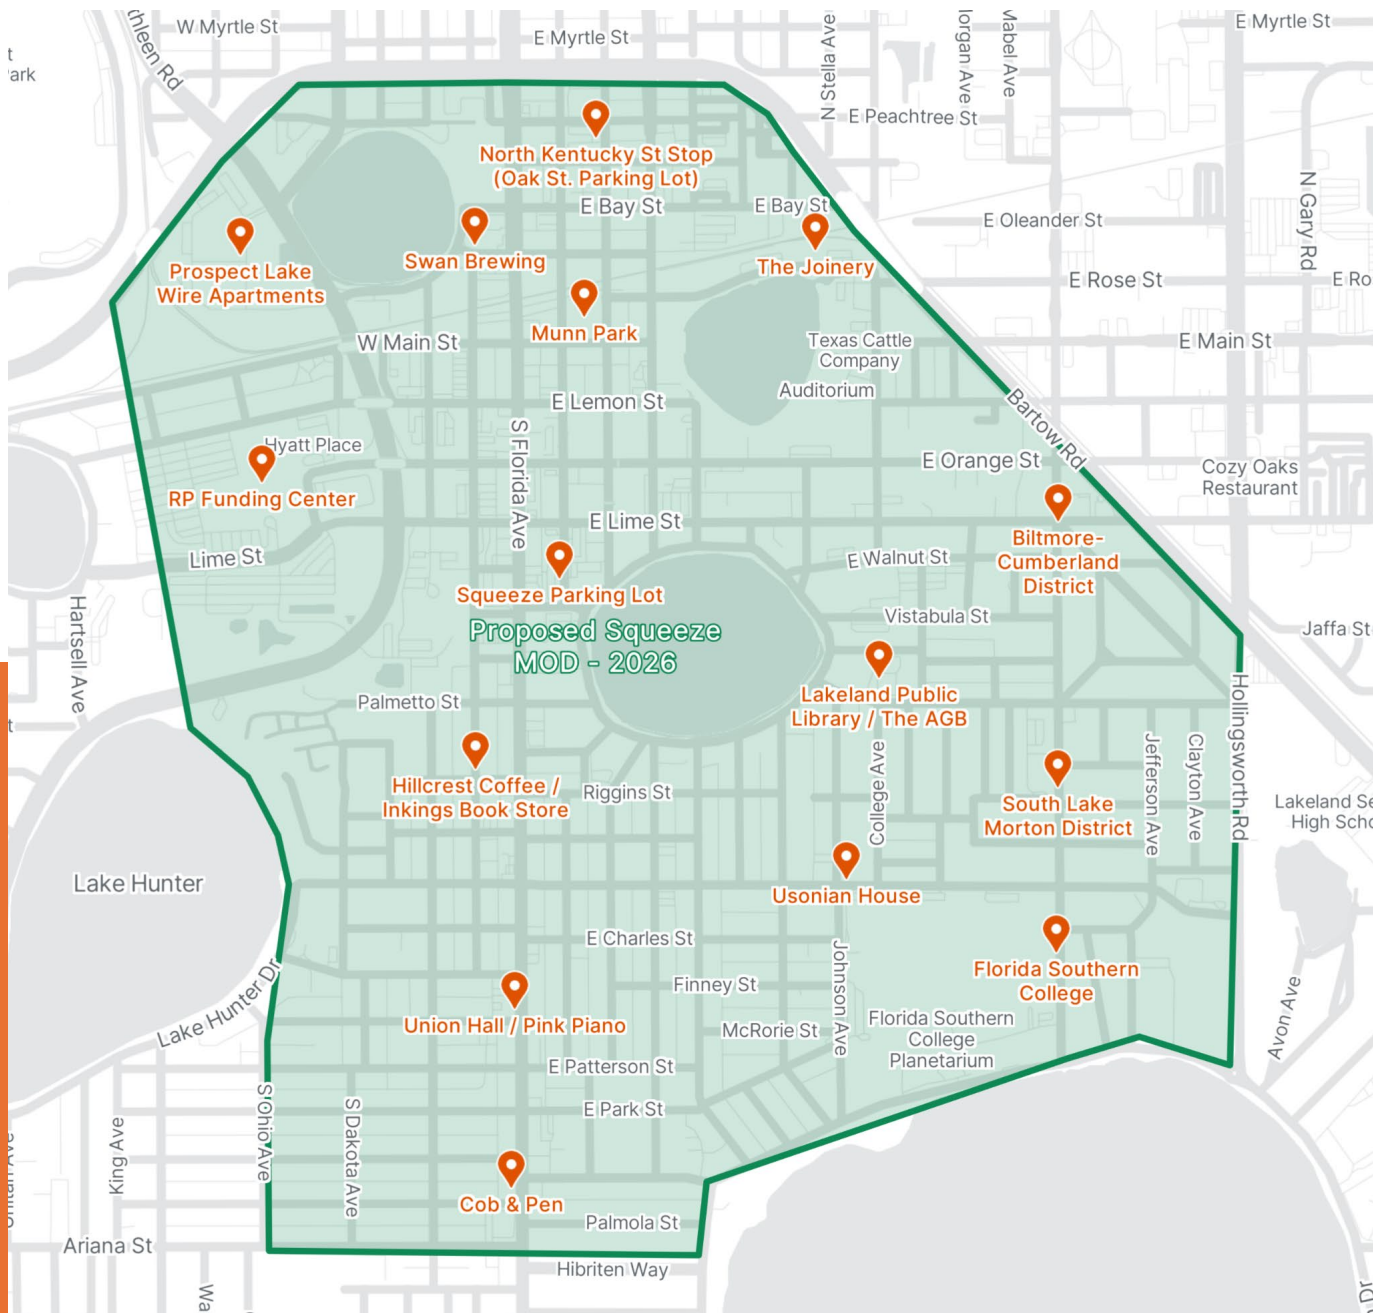 W Myrtle St
E Myrtle St
E Myrtle St
N Stella Ave
Mabel Ave
E Peachtree St
North Kentucky St Stop
(Oak St. Parking Lot)
E Bay St
E Bay St
E Oleander St
N Gary Rd
Swan Brewing
The Joinery
Prospect Lake
Wire Apartments
E Rose St
Munn Park
W Main St
Texas Cattle
Company
E Main St
Auditorium
E Lemon St
Bartow Rd
S Florida Ave
Hyatt Place
E Orange St
Cozy Oaks
Restaurant
RP Funding Center
E Lime St
Biltmore-
Cumberland
District
Lime St
E Walnut St
Squeeze Parking Lot
Vistabula St
Proposed Squeeze
MOD - 2026
Jaffa St
Hartsell Ave
Lakeland Public
Library / The AGB
Palmetto St
Hollingsworth Rd
College Ave
Jefferson Ave
Clayton Ave
Hillcrest Coffee /
Inkings Book Store
Riggins St
South Lake
Morton District
Lakeland Se
High Scho
Lake Hunter
Usonian House
E Charles St
Johnson Ave
Florida Southern
College
Finney St
Lake Hunter Dr
Union Hall / Pink Piano
McRorie St
Florida Southern
College
Planetarium
Avon Ave
E Patterson St
E Park St
S Ohio Ave
S Dakota Ave
King Ave
Cob & Pen
Palmola St
Ariana St
Hibriten Way